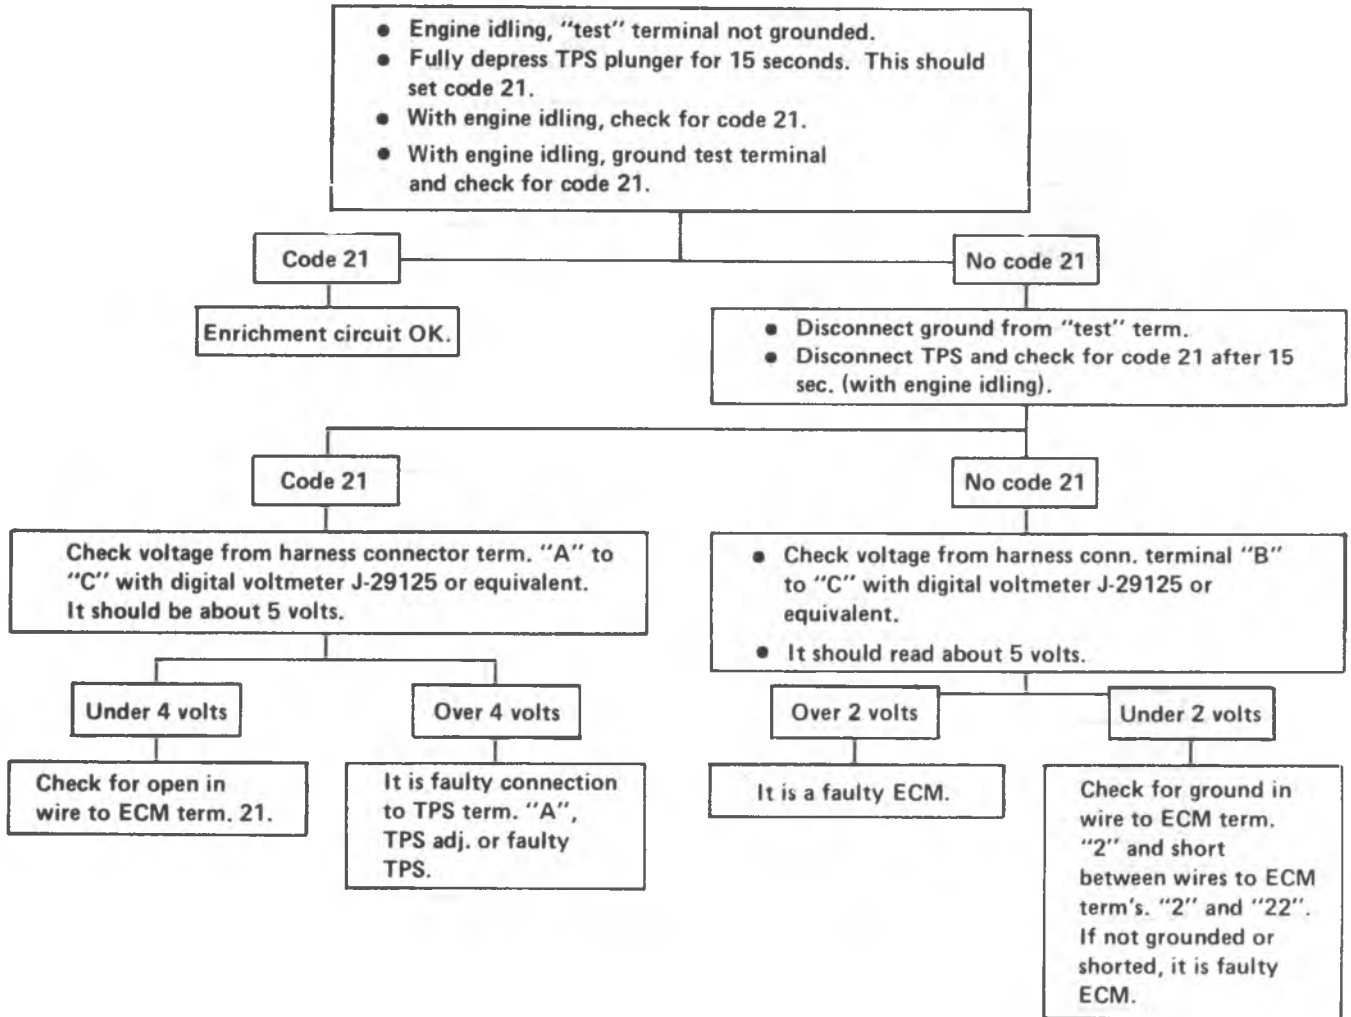 ● Engine idling, "test" terminal not grounded.
● Fully depress TPS plunger for 15 seconds. This should
set code 21.
● With engine idling, check for code 21.
● With engine idling, ground test terminal
and check for code 21.
Code 21
No code 21
Enrichment circuit OK.
● Disconnect ground from "test" term.
● Disconnect TPS and check for code 21 after 15
sec. (with engine idling).
Code 21
No code 21
Check voltage from harness connector term. "A" to
"C" with digital voltmeter J-29125 or equivalent.
It should be about 5 volts.
● Check voltage from harness conn. terminal "B"
to "C" with digital voltmeter J-29125 or
equivalent.
● It should read about 5 volts.
Under 4 volts
Over 4 volts
Over 2 volts
Under 2 volts
Check for open in
wire to ECM term. 21.
It is faulty connection
to TPS term. "A",
TPS adj. or faulty
TPS.
It is a faulty ECM.
Check for ground in
wire to ECM term.
"2" and short
between wires to ECM
term's. "2" and "22".
If not grounded or
shorted, it is faulty
ECM.